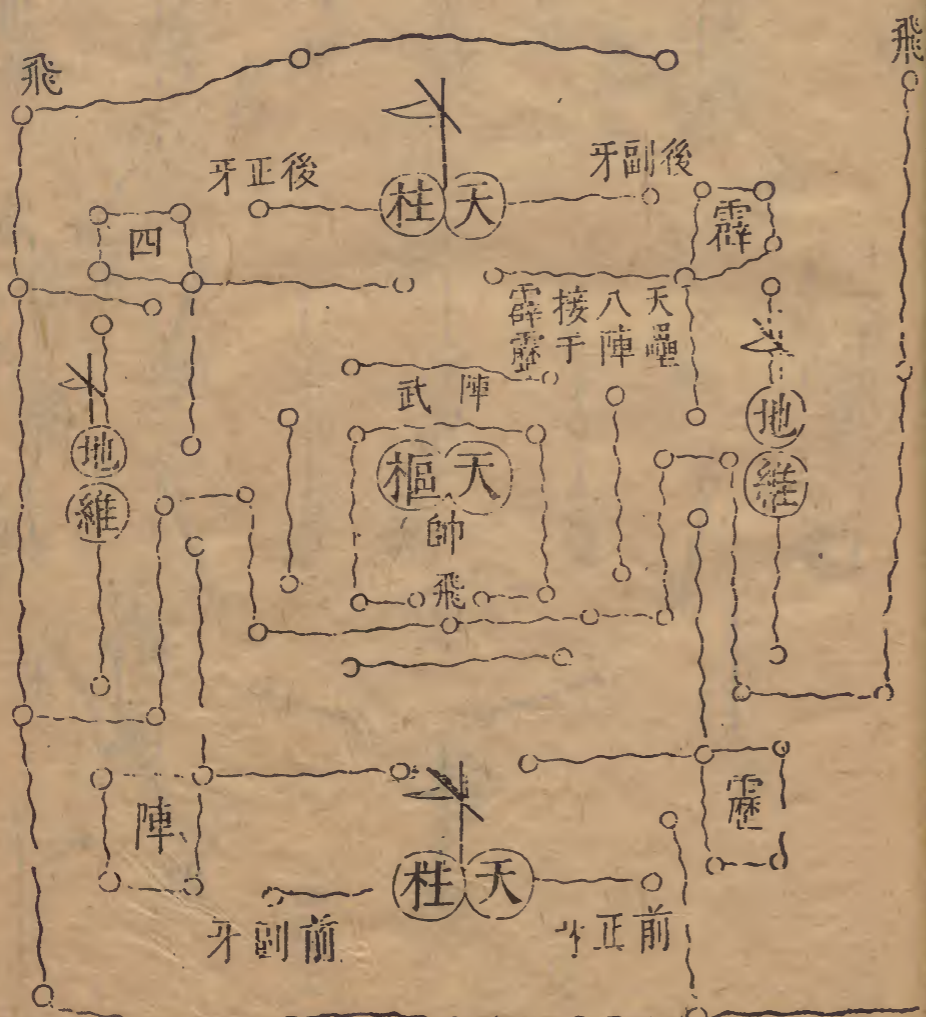 飛
飛
後副牙
後正牙
天柱
霹
四
天壘
八陣
接于
霹靂
地維
地維
陣武
天樞
帥
飛
靂
陣
天柱
前正牙
前副牙